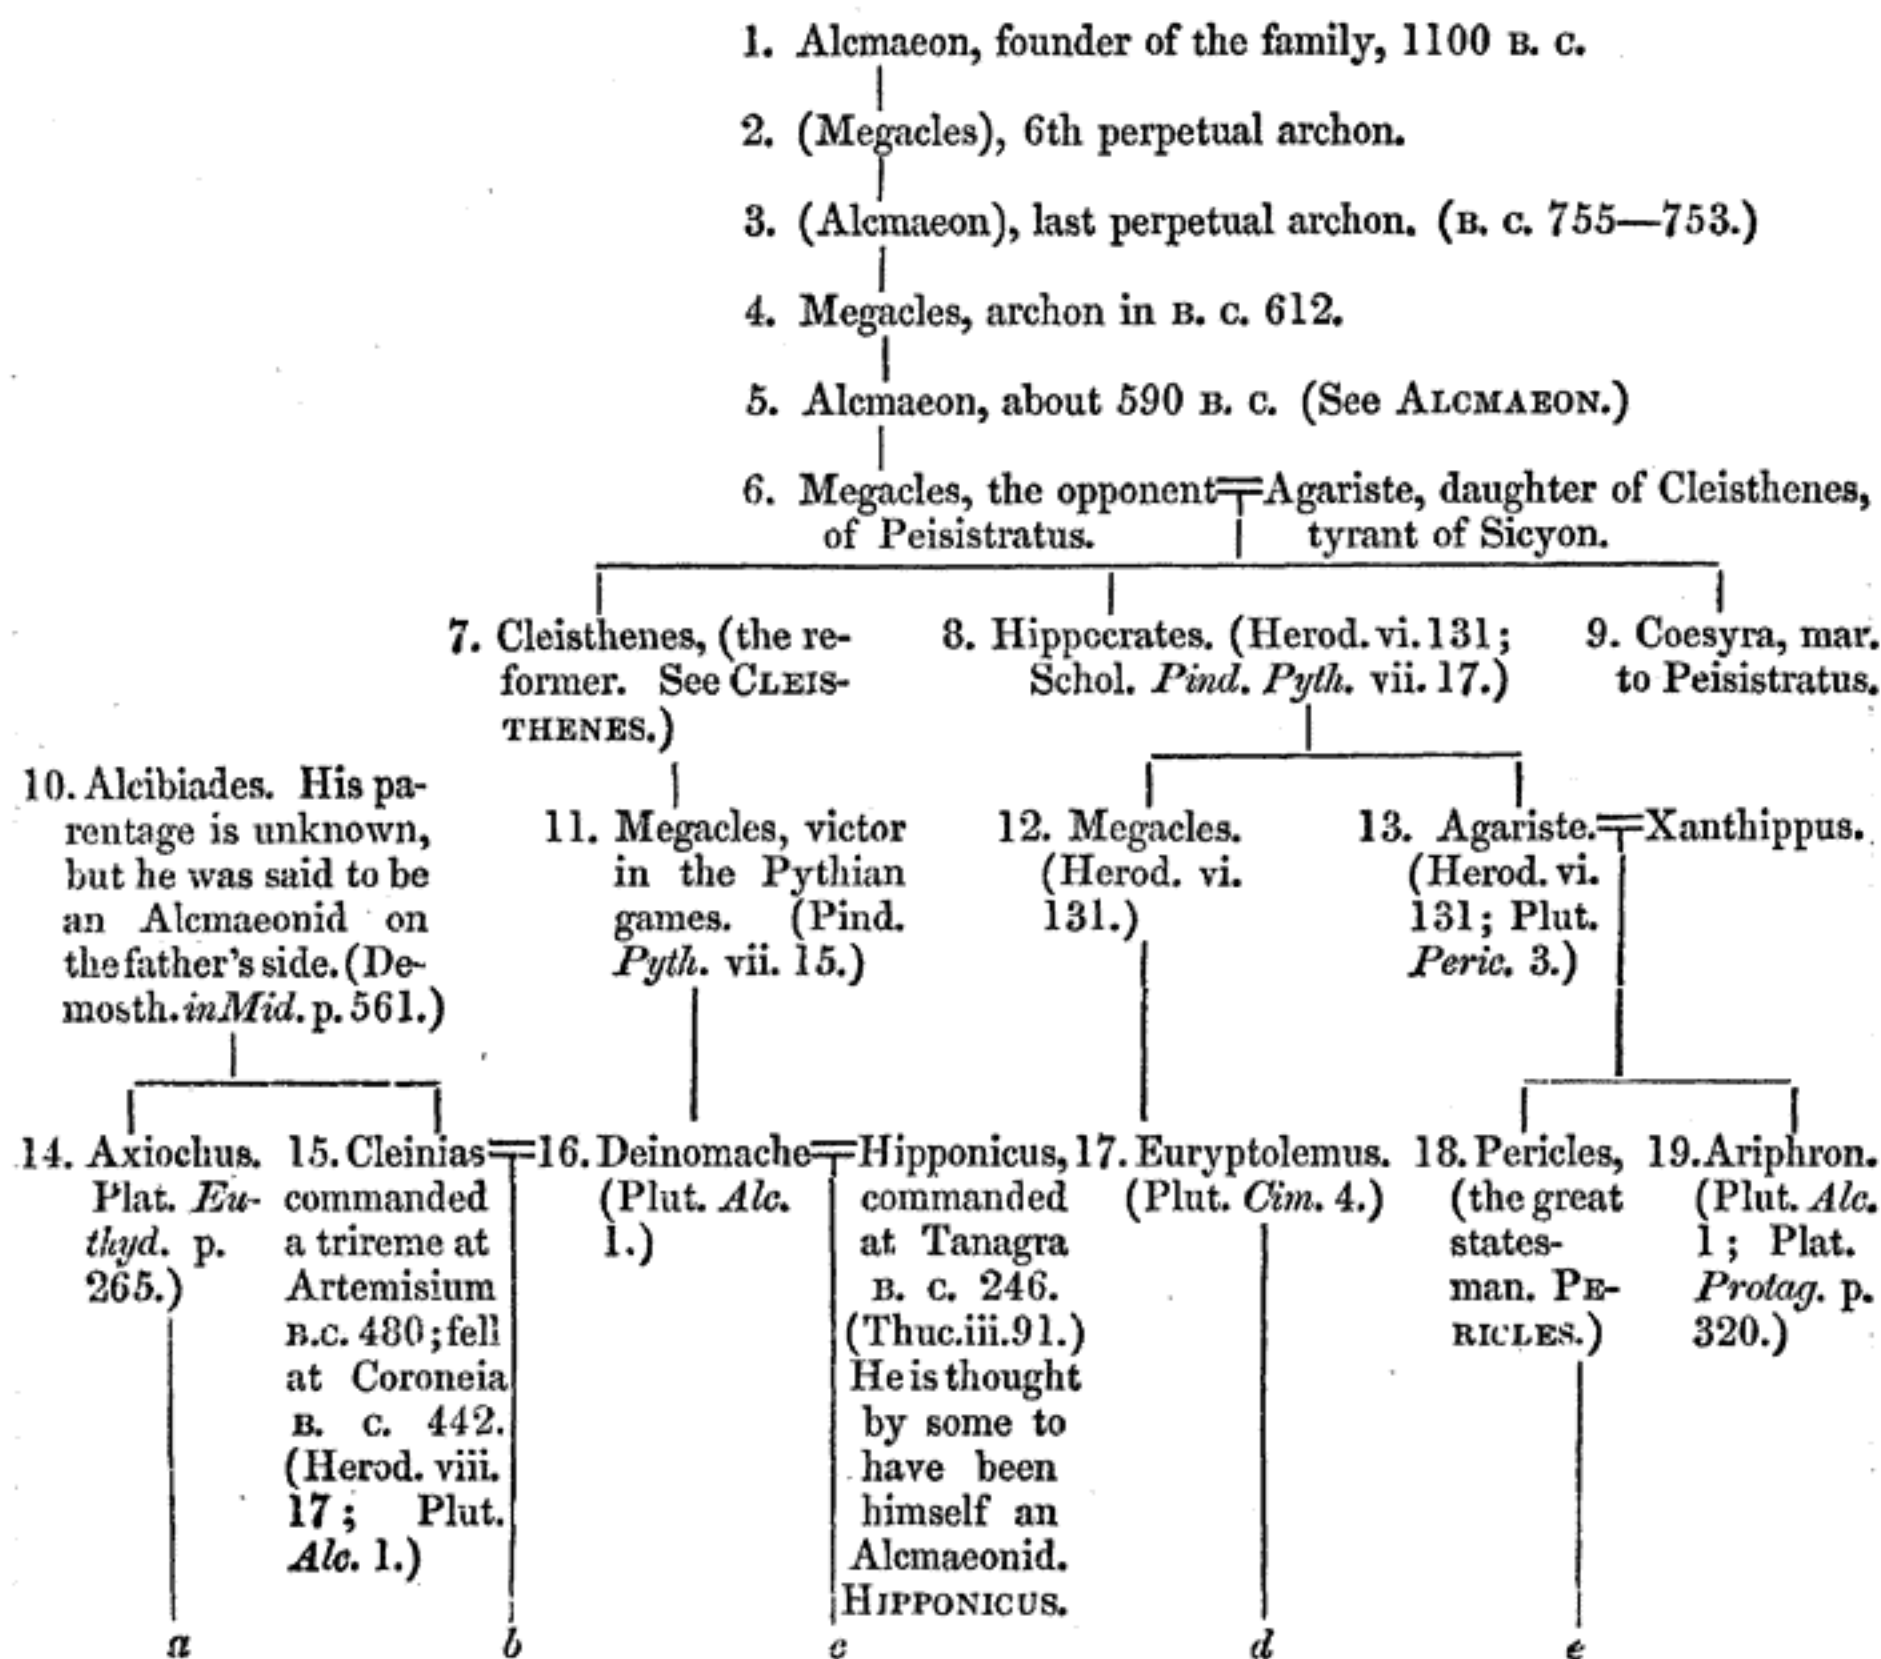 1. Alcmaeon, founder of the family, 1100 B. C.
2. (Megacles), 6th perpetual archon.
3. (Alcmaeon), last perpetual archon. (B. C. 755—753.)
4. Megacles, archon in B. C. 612.
5. Alcmaeon, about 590 B. C. (See ALCMAEON.)
6. Megacles, the opponent
of Peisistratus.
Agariste, daughter of Cleisthenes,
tyrant of Sicyon.
7. Cleisthenes, (the re-
former. See CLEIS-
THENES.)
8. Hippocrates. (Herod. vi. 131;
Schol. Pind. Pyth. vii. 17.)
9. Coesyra, mar.
to Peisistratus.
10. Alcibiades. His pa-
rentage is unknown,
but he was said to be
an Alcmaeonid on
the father's side. (De-
mosth. in Mid. p. 561.)
11. Megacles, victor
in the Pythian
games. (Pind.
Pyth. vii. 15.)
12. Megacles.
(Herod. vi.
131.)
13. Agariste.
(Herod. vi.
131; Plut.
Peric. 3.)
Xanthippus.
14. Axiochus.
Plat. Eu-
thyd. p.
265.)
15. Cleinias
commanded
a trireme at
Artemisium
B.C. 480; fell
at Coroneia
B. C. 442.
(Herod. viii.
17; Plut.
Alc. 1.)
16. Deinomache
(Plut. Alc.
1.)
Hipponicus,
commanded
at Tanagra
B. C. 246.
(Thuc. iii. 91.)
He is thought
by some to
have been
himself an
Alcmaeonid.
HIPPONICUS.
17. Euryptolemus.
(Plut. Cim. 4.)
18. Pericles,
(the great
states-
man. PE-
RICLES.)
19. Ariphron.
(Plut. Alc.
1; Plat.
Protag. p.
320.)
a
b
c
d
e